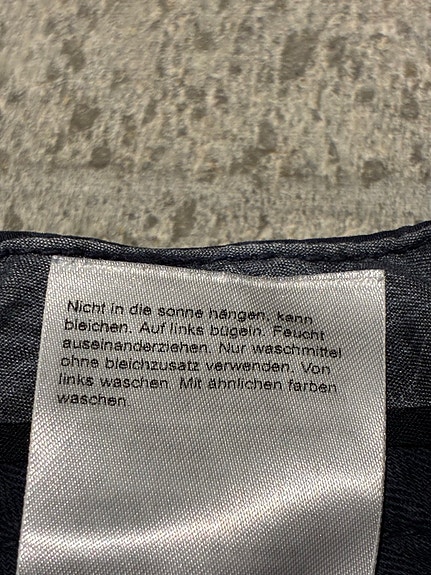 Nicht in die sonne hängen, kann
bleichen. Auf links bügeln. Feucht
auseinanderziehen. Nur waschmittel
ohne bleichzusatz verwenden. Von
links waschen. Mit ähnlichen farben
waschen.